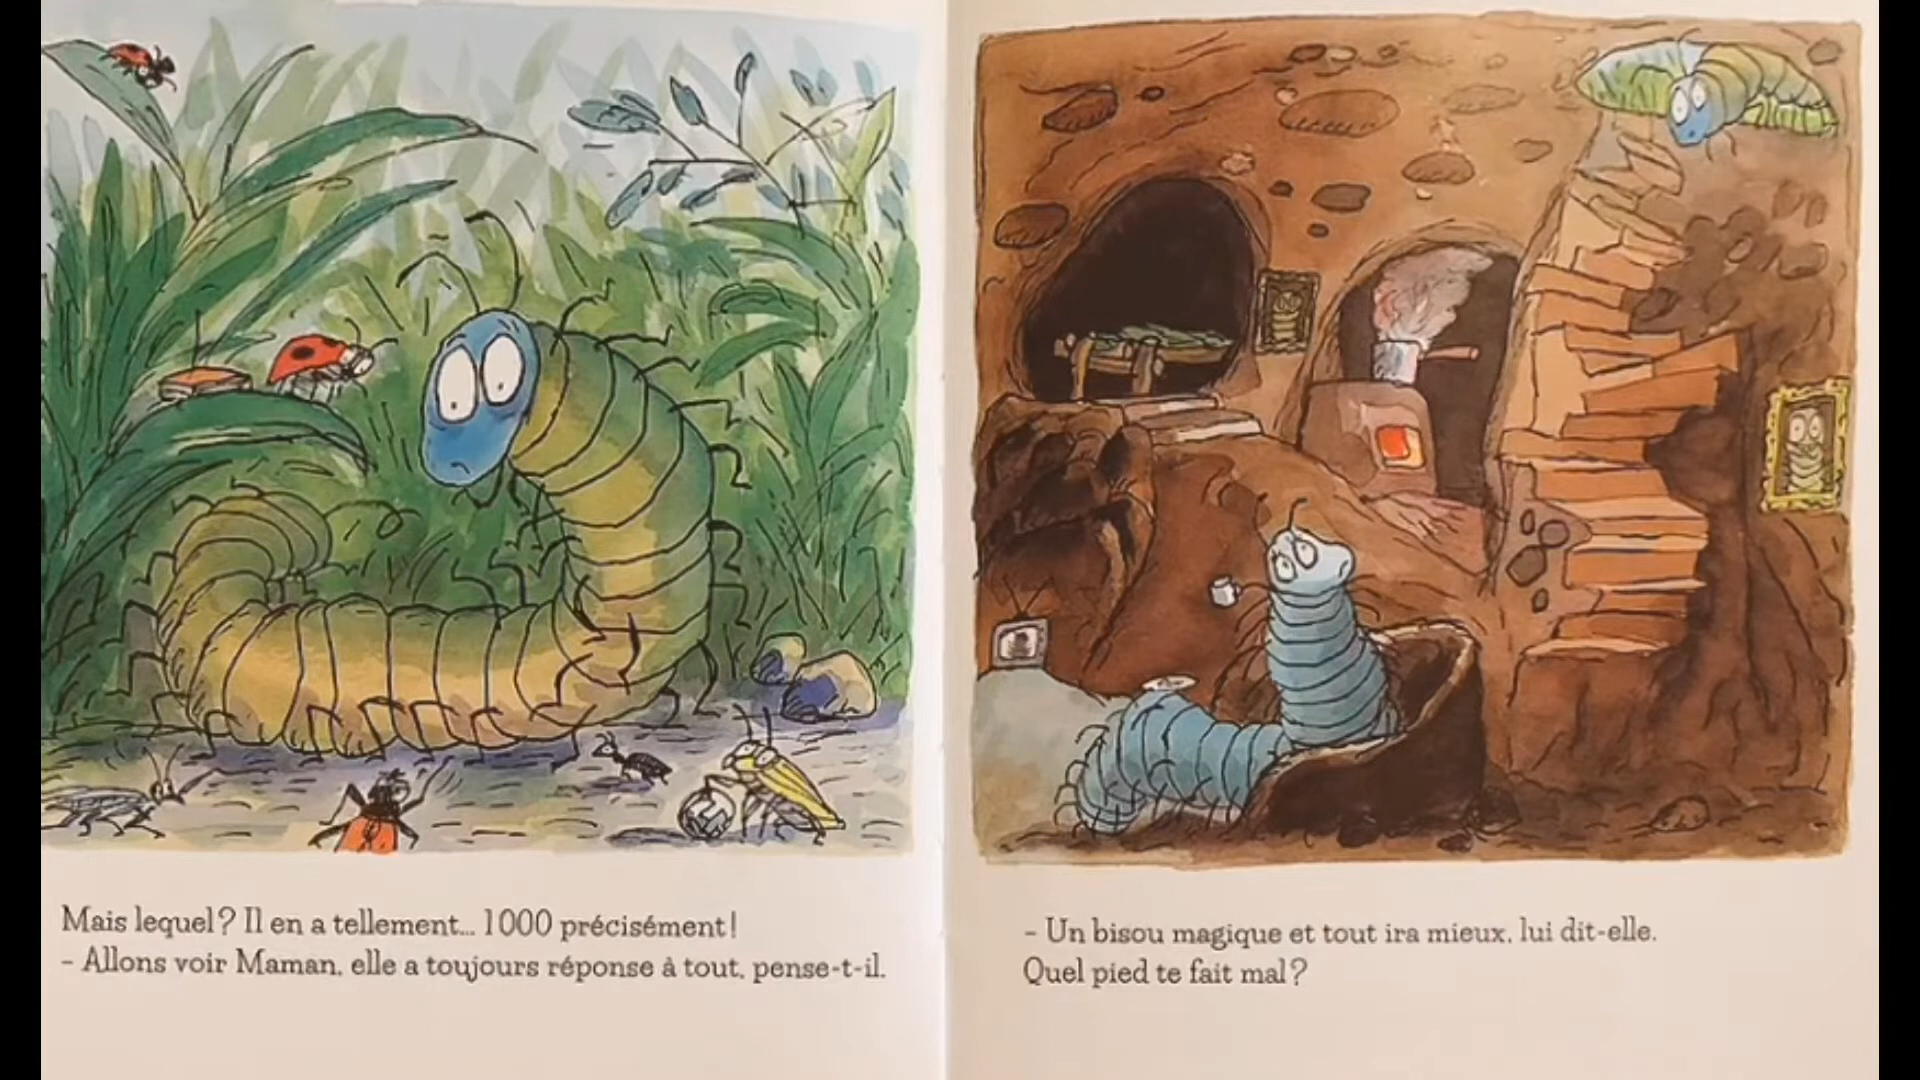 Mais lequel? Il en a tellement... 1000 précisément!
- Allons voir Maman, elle a toujours réponse à tout, pense-t-il.
- Un bisou magique et tout ira mieux, lui dit-elle.
Quel pied te fait mal?